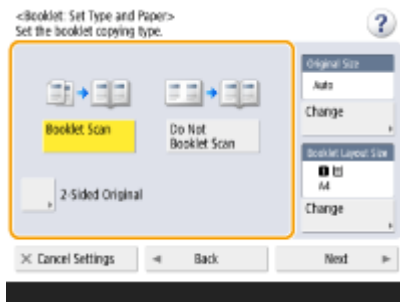 <Booklet: Set Type and Paper>
Set the booklet copying type.
?
Original Size
Auto
Change
Booklet Scan
Do Not
Booklet Scan
Booklet Layout Size
A4
Change
2-Sided Original
Cancel Settings
Back
Next